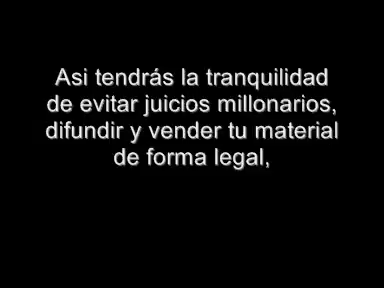 Asi tendrás la tranquilidad
de evitar juicios millonarios,
difundir y vender tu material
de forma legal,